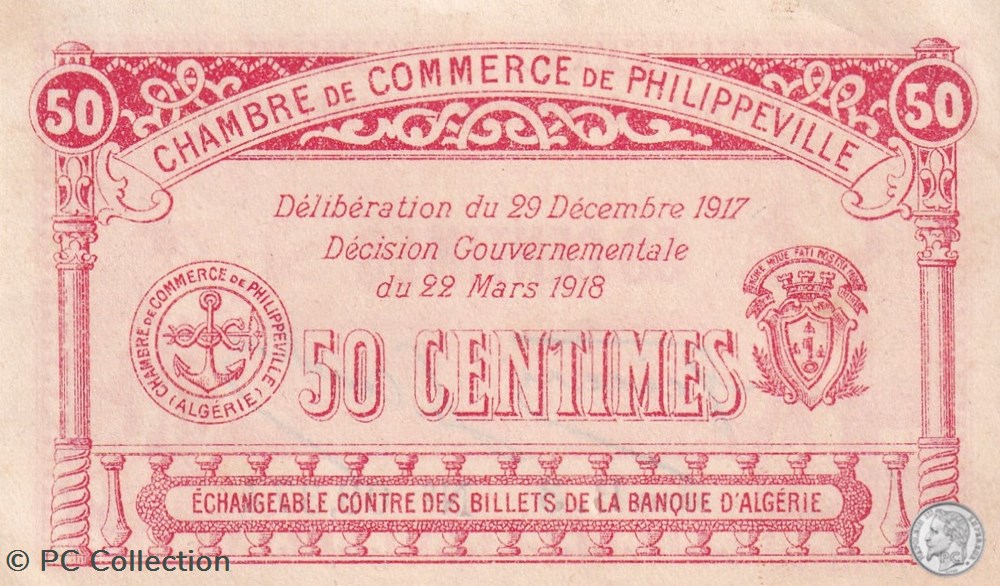 50
CHAMBRE DE COMMERCE DE PHILIPPEVILLE
50
Délibération du 29 Décembre 1917
Décision Gouvernementale
du 22 Mars 1918
CHAMBRE DE COMMERCE DE PHILIPPEVILLE
(ALGÉRIE)
50 CENTIMES
ÉCHANGEABLE CONTRE DES BILLETS DE LA BANQUE D'ALGÉRIE
© PC Collection